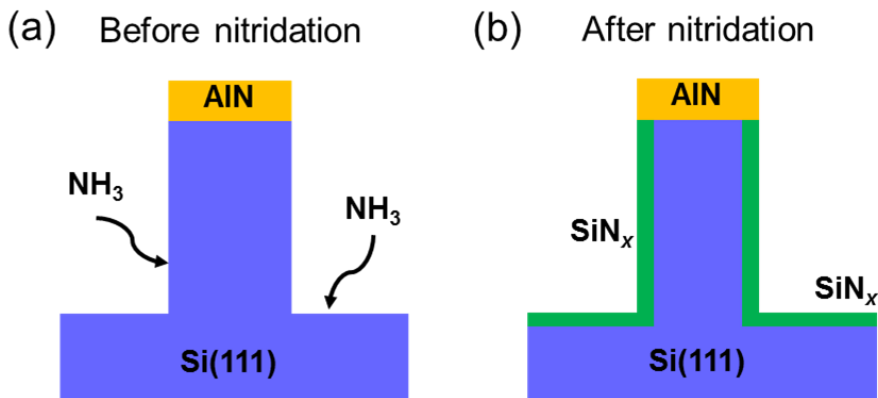 (a) Before nitridation
AlN
NH₃
NH₃
Si(111)
(b) After nitridation
AlN
SiNₓ
SiNₓ
Si(111)